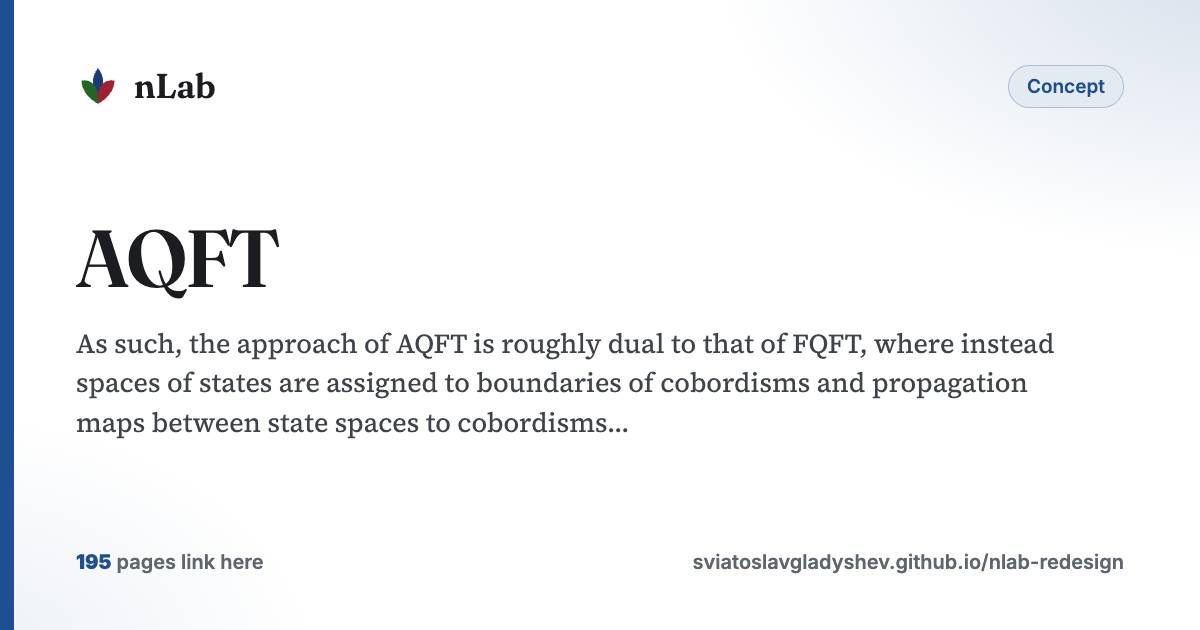 nLab
Concept
AQFT
As such, the approach of AQFT is roughly dual to that of FQFT, where instead
spaces of states are assigned to boundaries of cobordisms and propagation
maps between state spaces to cobordisms...
195 pages link here
sviatoslavgladyshev.github.io/nlab-redesign